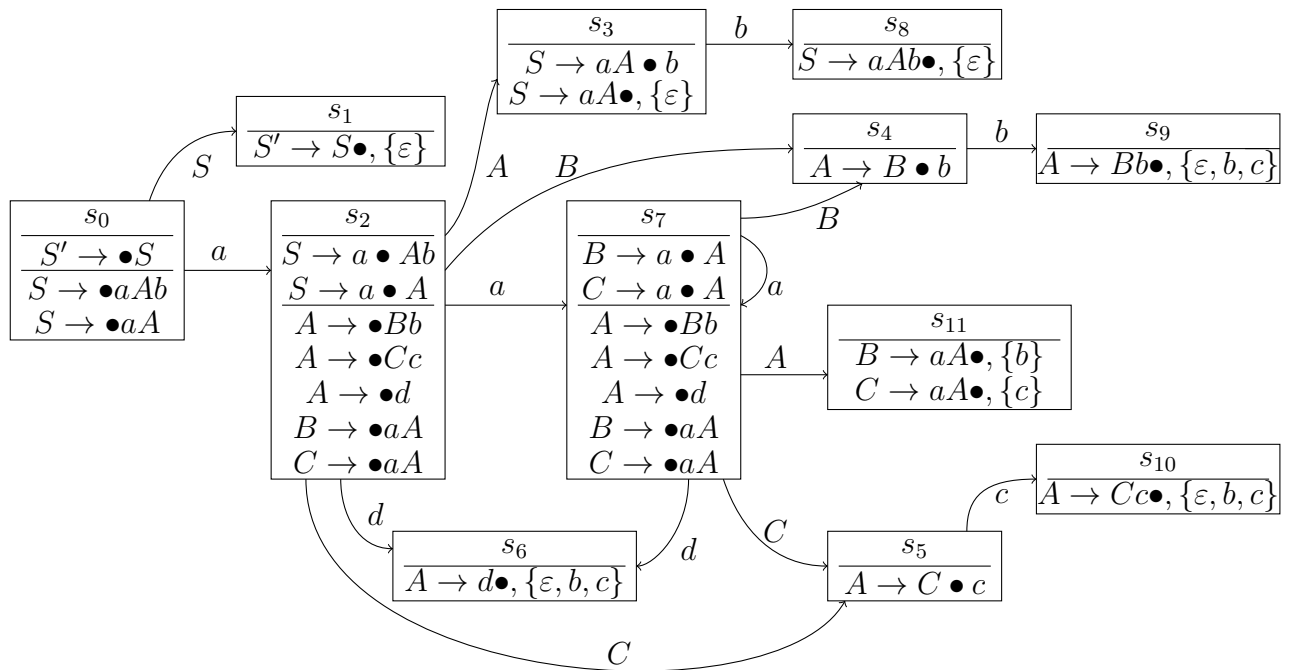 s₀
S′ → •S
S → •aAb
S → •aA
S
a
s₁
S′ → S•, {ε}
s₂
S → a • Ab
S → a • A
A → •Bb
A → •Cc
A → •d
B → •aA
C → •aA
A
B
a
d
C
s₃
S → aA • b
S → aA•, {ε}
b
s₈
S → aAb•, {ε}
s₄
A → B • b
b
s₉
A → Bb•, {ε, b, c}
s₇
B → a • A
C → a • A
A → •Bb
A → •Cc
A → •d
B → •aA
C → •aA
B
a
A
C
d
s₁₁
B → aA•, {b}
C → aA•, {c}
s₆
A → d•, {ε, b, c}
s₅
A → C • c
c
s₁₀
A → Cc•, {ε, b, c}